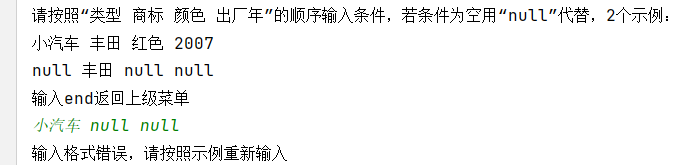 请按照“类型 商标 颜色 出厂年”的顺序输入条件，若条件为空用“null”代替，2个示例：
小汽车 丰田 红色 2007
null 丰田 null null
输入end返回上级菜单
小汽车 null null
输入格式错误，请按照示例重新输入